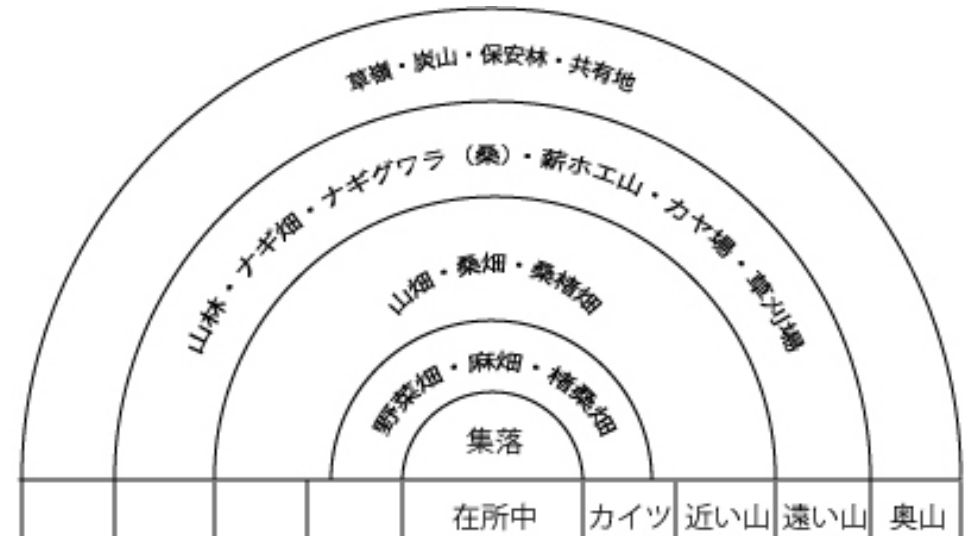 草嶺・炭山・保安林・共有地
山林・ナギ畑・ナギグワラ（桑）・薪ホエ山・カヤ場・草刈場
山畑・桑畑・桑楮畑
野菜畑・麻畑・楮桑畑
集落
在所中 カイツ 近い山 遠い山 奥山